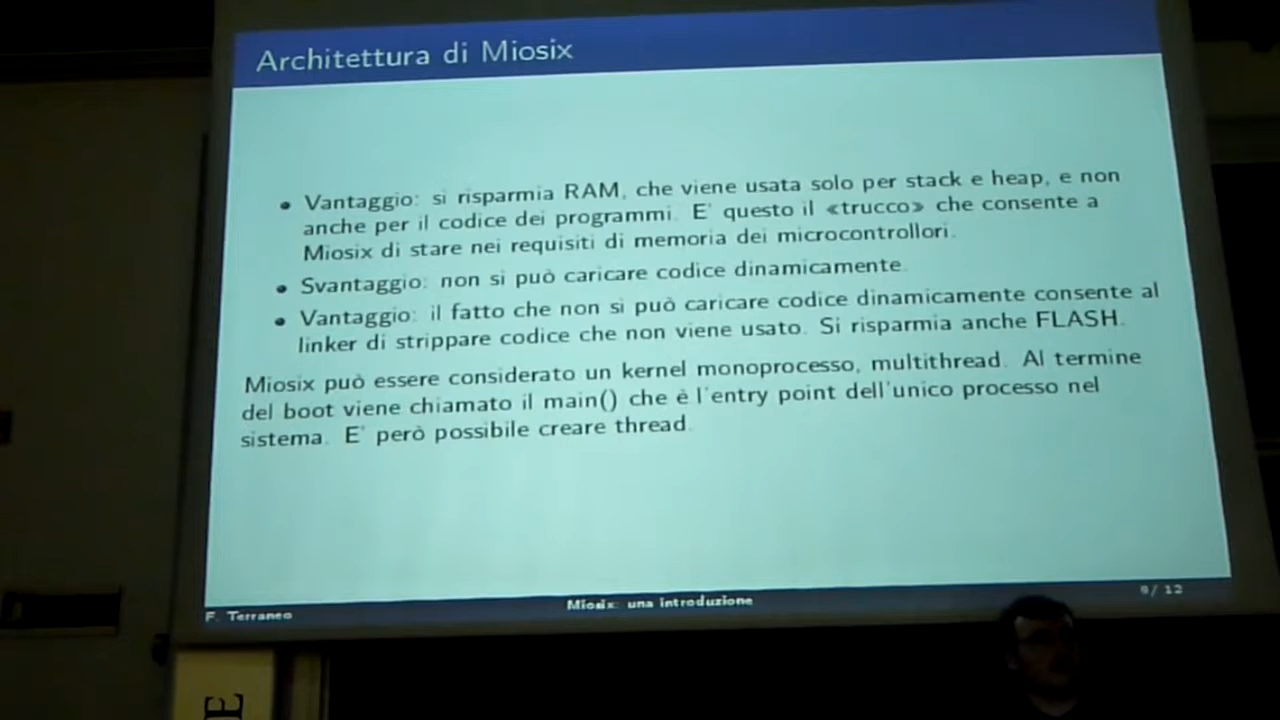 Architettura di Miosix
• Vantaggio: si risparmia RAM, che viene usata solo per stack e heap, e non
anche per il codice dei programmi. E' questo il «trucco» che consente a
Miosix di stare nei requisiti di memoria dei microcontrollori.
• Svantaggio: non si può caricare codice dinamicamente.
• Vantaggio: il fatto che non si può caricare codice dinamicamente consente al
linker di strippare codice che non viene usato. Si risparmia anche FLASH.
Miosix può essere considerato un kernel monoprocesso, multithread. Al termine
del boot viene chiamato il main() che è l'entry point dell'unico processo nel
sistema. E' però possibile creare thread.
F. Terraneo
Miosix: una introduzione
9/ 12